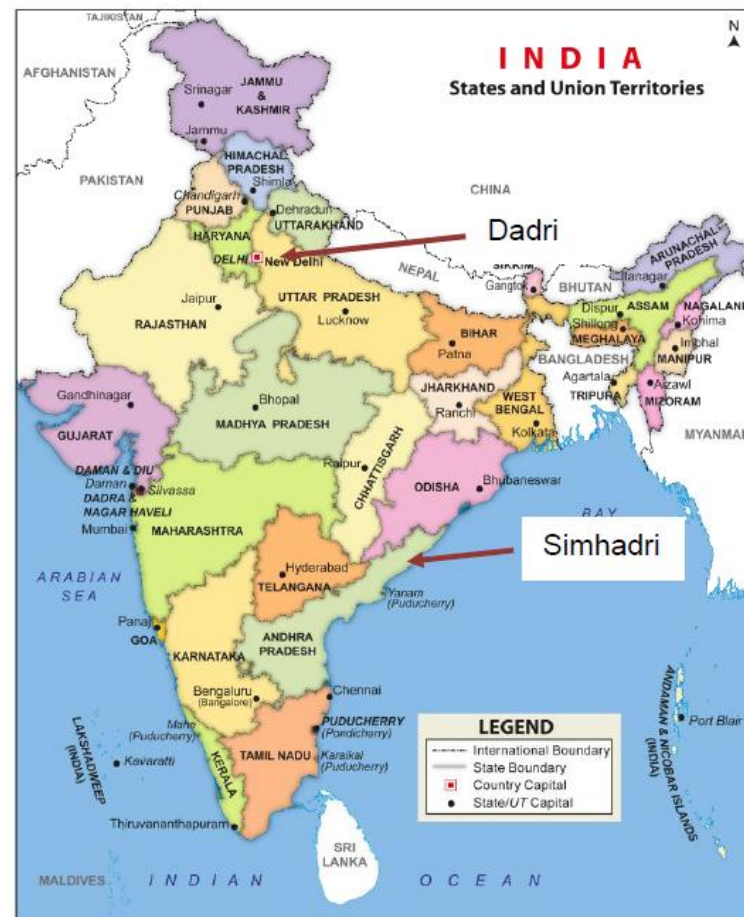 TAJIKISTAN
N
INDIA
States and Union Territories
AFGHANISTAN
JAMMU
&
KASHMIR
Srinagar
Jammu
HIMACHAL
PRADESH
Shimla
PAKISTAN
Chandigarh
PUNJAB
CHINA
Dehradun
UTTARAKHAND
Dadri
HARYANA
DELHI
New Delhi
ARUNACHAL
PRADESH
NEPAL
SIKKIM
Gangtok
BHUTAN
Itanagar
Jaipur
RAJASTHAN
UTTAR PRADESH
Lucknow
Dispur
ASSAM
NAGALAND
Shillong
Kohima
MEGHALAYA
BIHAR
Patna
Imphal
MANIPUR
BANGLADESH
Gandhinagar
Bhopal
MADHYA PRADESH
JHARKHAND
Ranchi
WEST
BENGAL
Kolkata
Agartala
TRIPURA
Aizawl
MIZORAM
GUJARAT
MYANMAR
CHHATTISGARH
Raipur
DAMAN & DIU
Daman
Silvassa
DADRA &
NAGAR HAVELI
ODISHA
Bhubaneswar
Mumbai
MAHARASHTRA
BAY
Simhadri
Hyderabad
TELANGANA
ARABIAN
SEA
Yanam
(Puducherry)
Panaji
GOA
KARNATAKA
ANDHRA
PRADESH
Bengaluru
(Bangalore)
Chennai
Mahe
(Puducherry)
PUDUCHERRY
(Pondicherry)
LAKSHADWEEP
(INDIA)
Kavaratti
KERALA
TAMIL NADU
Karaikal
(Puducherry)
ANDAMAN & NICOBAR ISLANDS
(INDIA)
Port Blair
LEGEND
International Boundary
State Boundary
Country Capital
State/UT Capital
Thiruvananthapuram
SRI
LANKA
MALDIVES
INDIAN OCEAN